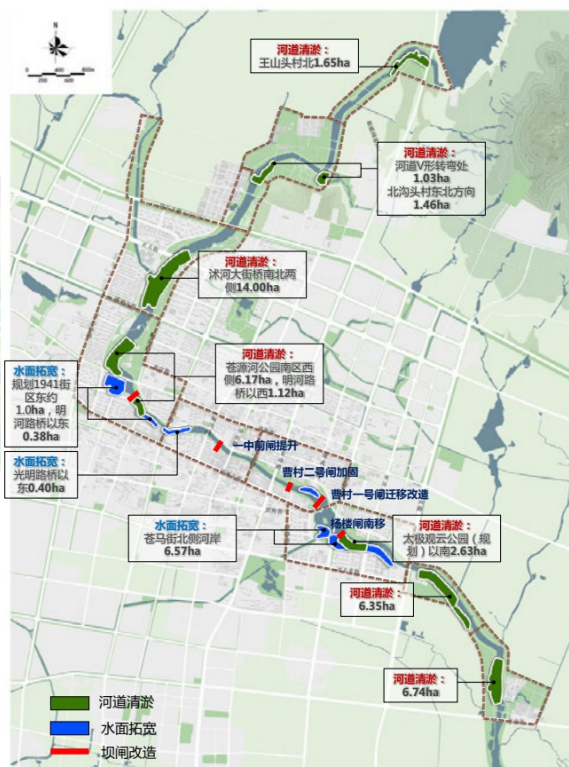 N
0 400 800m
200 600
河道清淤：
王山头村北1.65ha
河道清淤：
河道V形转弯处
1.03ha
北沟头村东北方向
1.46ha
河道清淤：
沭河大街桥南北两
侧14.00ha
河道清淤：
苍源河公园南区西
侧6.17ha，明河路
桥以西1.12ha
水面拓宽：
规划1941街
区东约
1.0ha，明
河路桥以东
0.38ha
水面拓宽：
光明路桥以
东0.40ha
一中前闸提升
曹村二号闸加固
曹村一号闸迁移改造
杨楼闸南移
水面拓宽：
苍马街北侧河岸
6.57ha
河道清淤：
太极观云公园（规
划）以南2.63ha
河道清淤：
6.35ha
河道清淤：
6.74ha
河道清淤
水面拓宽
坝闸改造